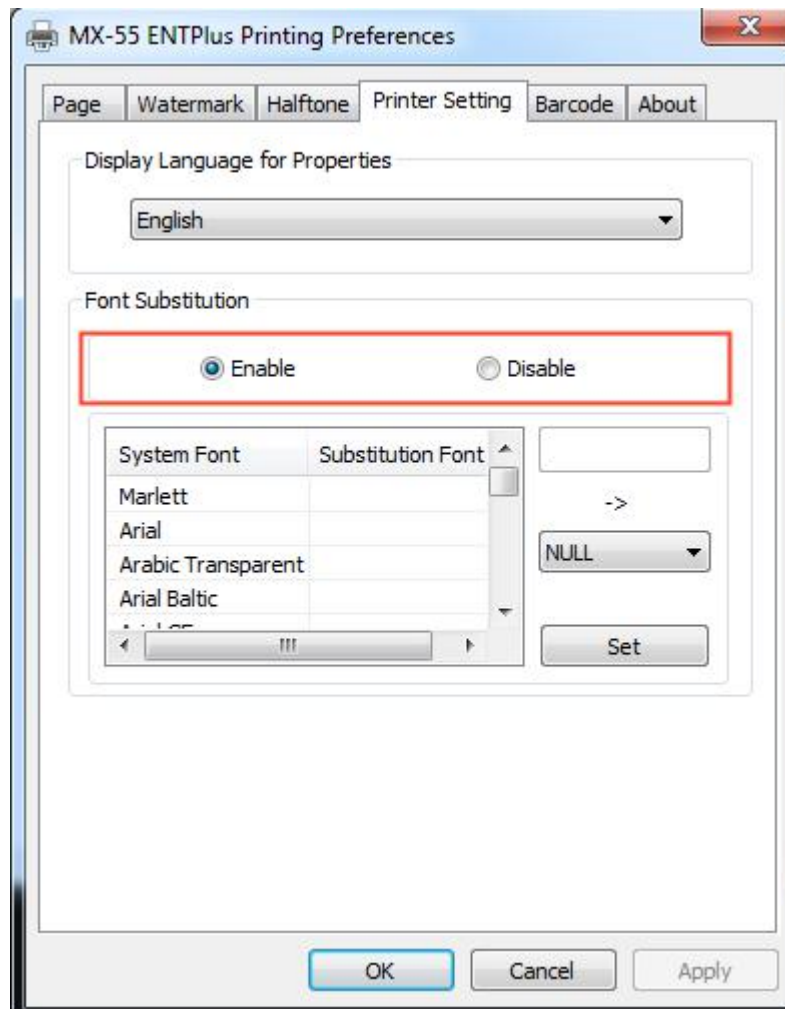 MX-55 ENTPlus Printing Preferences
Page Watermark Halftone Printer Setting Barcode About
Display Language for Properties
English
Font Substitution
Enable Disable
System Font Substitution Font
Marlett
->
Arial
NULL
Arabic Transparent
Arial Baltic
Set
OK Cancel Apply